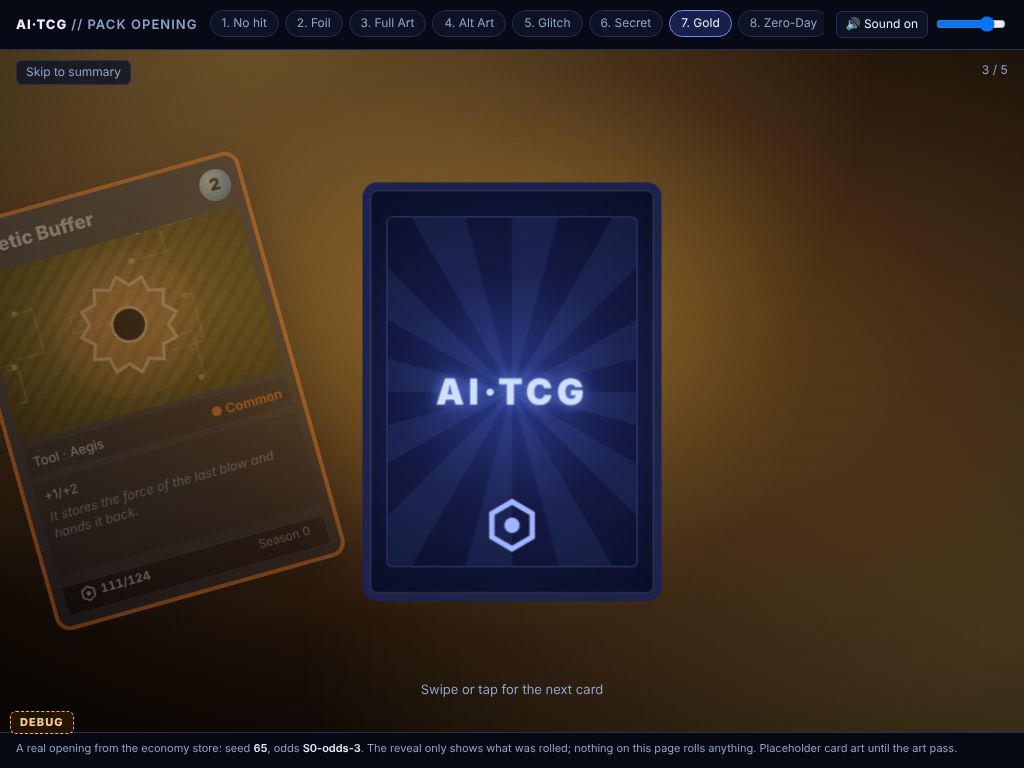 AI·TCG // PACK OPENING
1. No hit
2. Foil
3. Full Art
4. Alt Art
5. Glitch
6. Secret
7. Gold
8. Zero-Day
🔊 Sound on
Skip to summary
3 / 5
etic Buffer
2
Common
Tool · Aegis
+1/+2
It stores the force of the last blow and
hands it back.
Season 0
111/124
AI·TCG
Swipe or tap for the next card
DEBUG
A real opening from the economy store: seed 65, odds S0-odds-3. The reveal only shows what was rolled; nothing on this page rolls anything. Placeholder card art until the art pass.